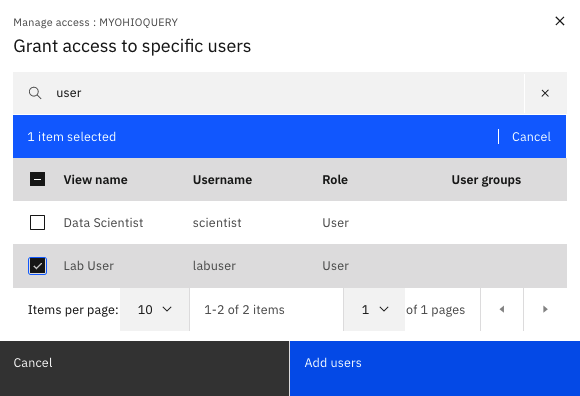 Manage access : MYOHIOQUERY
Grant access to specific users
user
1 item selected Cancel
View name Username Role User groups
Data Scientist scientist User
Lab User labuser User
Items per page: 10 1-2 of 2 items 1 of 1 pages
Cancel Add users